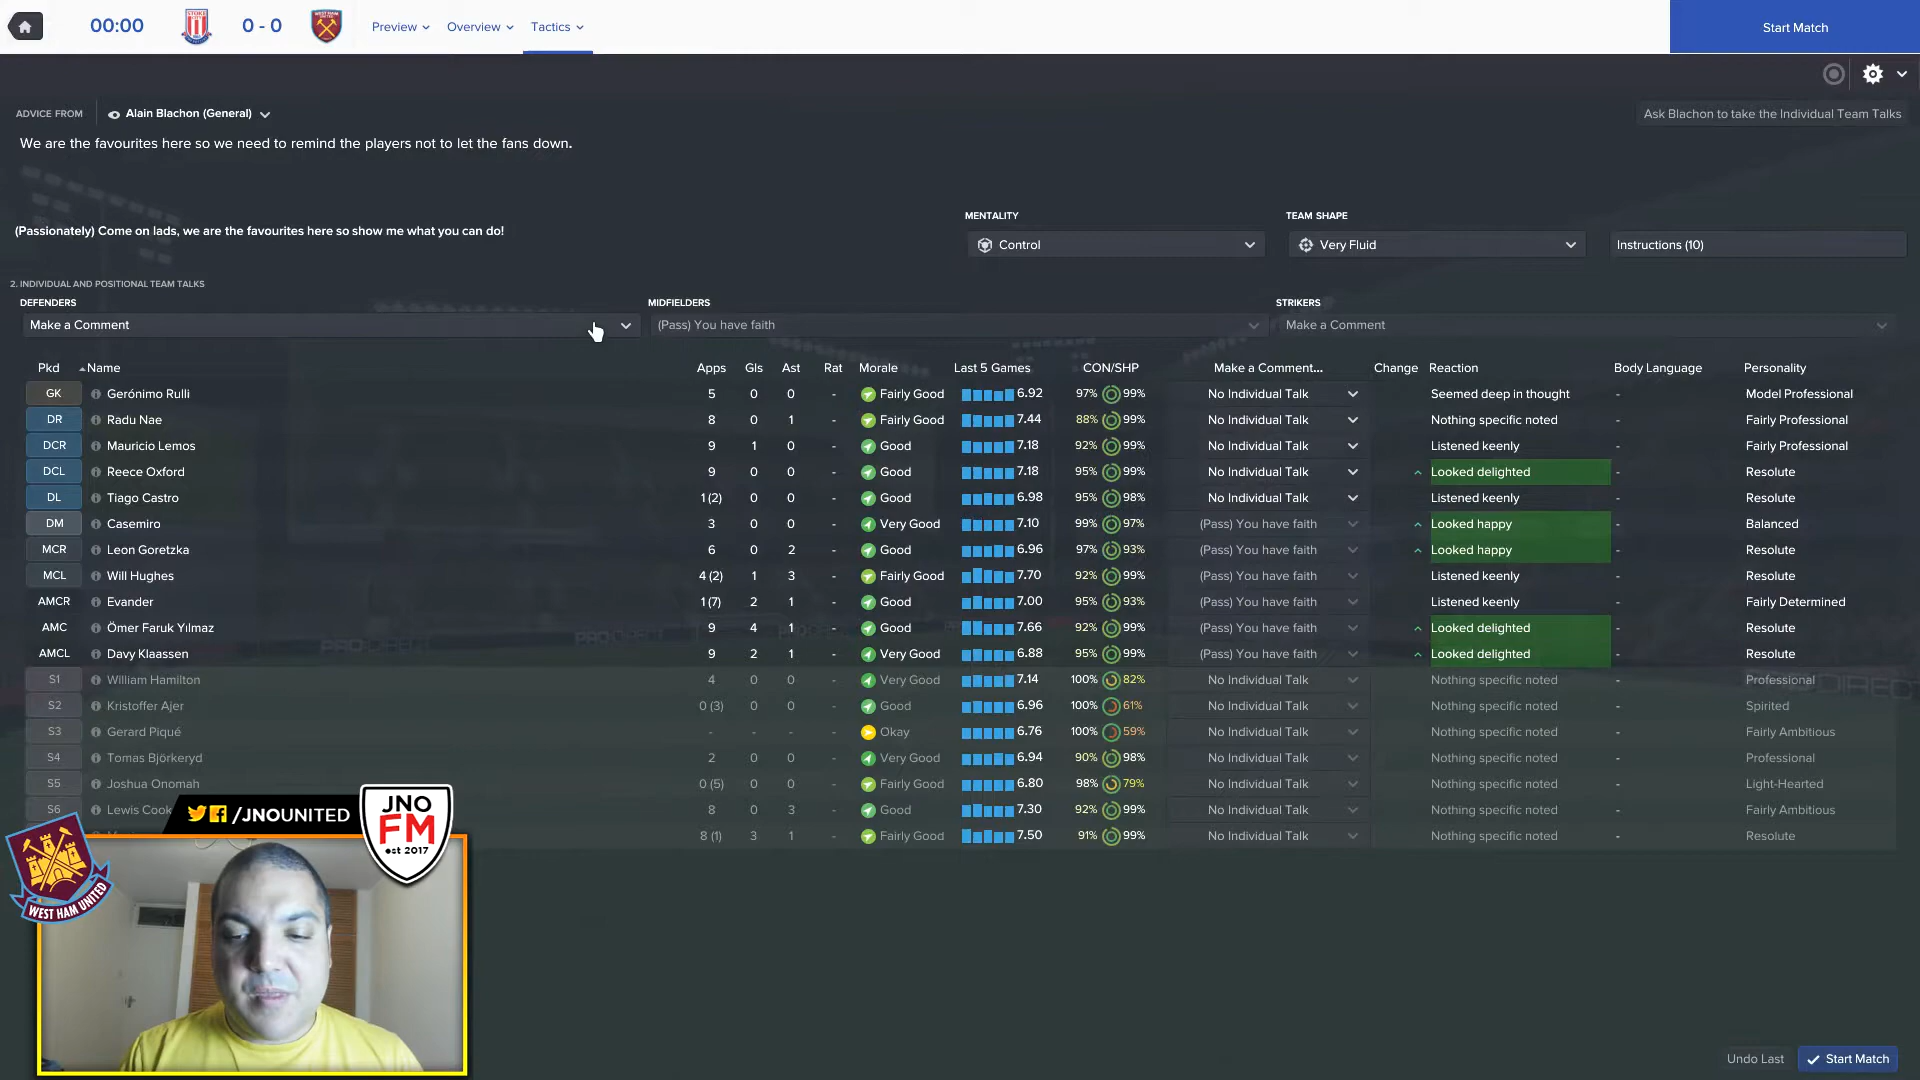 00:00
STOKE
0 - 0
WEST HAM
Preview
Overview
Tactics
Start Match
ADVICE FROM
Alain Blachon (General)
Ask Blachon to take the Individual Team Talks
We are the favourites here so we need to remind the players not to let the fans down.
(Passionately) Come on lads, we are the favourites here so show me what you can do!
MENTALITY
Control
TEAM SHAPE
Very Fluid
Instructions (10)
2. INDIVIDUAL AND POSITIONAL TEAM TALKS
DEFENDERS
Make a Comment
MIDFIELDERS
(Pass) You have faith
STRIKERS
Make a Comment
Pkd Name Apps Gls Ast Rat Morale Last 5 Games CON/SHP Make a Comment... Change Reaction Body Language Personality
GK Gerónimo Rulli 5 0 0 - Fairly Good 6.92 97% 99% No Individual Talk Seemed deep in thought - Model Professional
DR Radu Nae 8 0 1 - Fairly Good 7.44 88% 99% No Individual Talk Nothing specific noted - Fairly Professional
DCR Mauricio Lemos 9 1 0 - Good 7.18 92% 99% No Individual Talk Listened keenly - Fairly Professional
DCL Reece Oxford 9 0 0 - Good 7.18 95% 99% No Individual Talk Looked delighted - Resolute
DL Tiago Castro 1 (2) 0 0 - Good 6.98 95% 98% No Individual Talk Listened keenly - Resolute
DM Casemiro 3 0 0 - Very Good 7.10 99% 97% (Pass) You have faith Looked happy - Balanced
MCR Leon Goretzka 6 0 2 - Good 6.96 97% 93% (Pass) You have faith Looked happy - Resolute
MCL Will Hughes 4 (2) 1 3 - Fairly Good 7.70 92% 99% (Pass) You have faith Listened keenly - Resolute
AMCR Evander 1 (7) 2 1 - Good 7.00 95% 93% (Pass) You have faith Listened keenly - Fairly Determined
AMC Ömer Faruk Yılmaz 9 4 1 - Good 7.66 92% 99% (Pass) You have faith Looked delighted - Resolute
AMCL Davy Klaassen 9 2 1 - Very Good 6.88 95% 99% (Pass) You have faith Looked delighted - Resolute
S1 William Hamilton 4 0 0 - Very Good 7.14 100% 82% No Individual Talk Nothing specific noted - Professional
S2 Kristoffer Ajer 0 (3) 0 0 - Good 6.96 100% 61% No Individual Talk Nothing specific noted - Spirited
S3 Gerard Piqué - - - - Okay 6.76 100% 59% No Individual Talk Nothing specific noted - Fairly Ambitious
S4 Tomas Björkeryd 2 0 0 - Very Good 6.94 90% 98% No Individual Talk Nothing specific noted - Professional
S5 Joshua Onomah 0 (5) 0 0 - Fairly Good 6.80 98% 79% No Individual Talk Nothing specific noted - Light-Hearted
S6 Lewis Cook 8 0 3 - Good 7.30 92% 99% No Individual Talk Nothing specific noted - Fairly Ambitious
8 (1) 3 1 - Fairly Good 7.50 91% 99% No Individual Talk Nothing specific noted - Resolute
/JNOUNITED
JNO
FM
est 2017
WEST HAM UNITED
Undo Last
Start Match